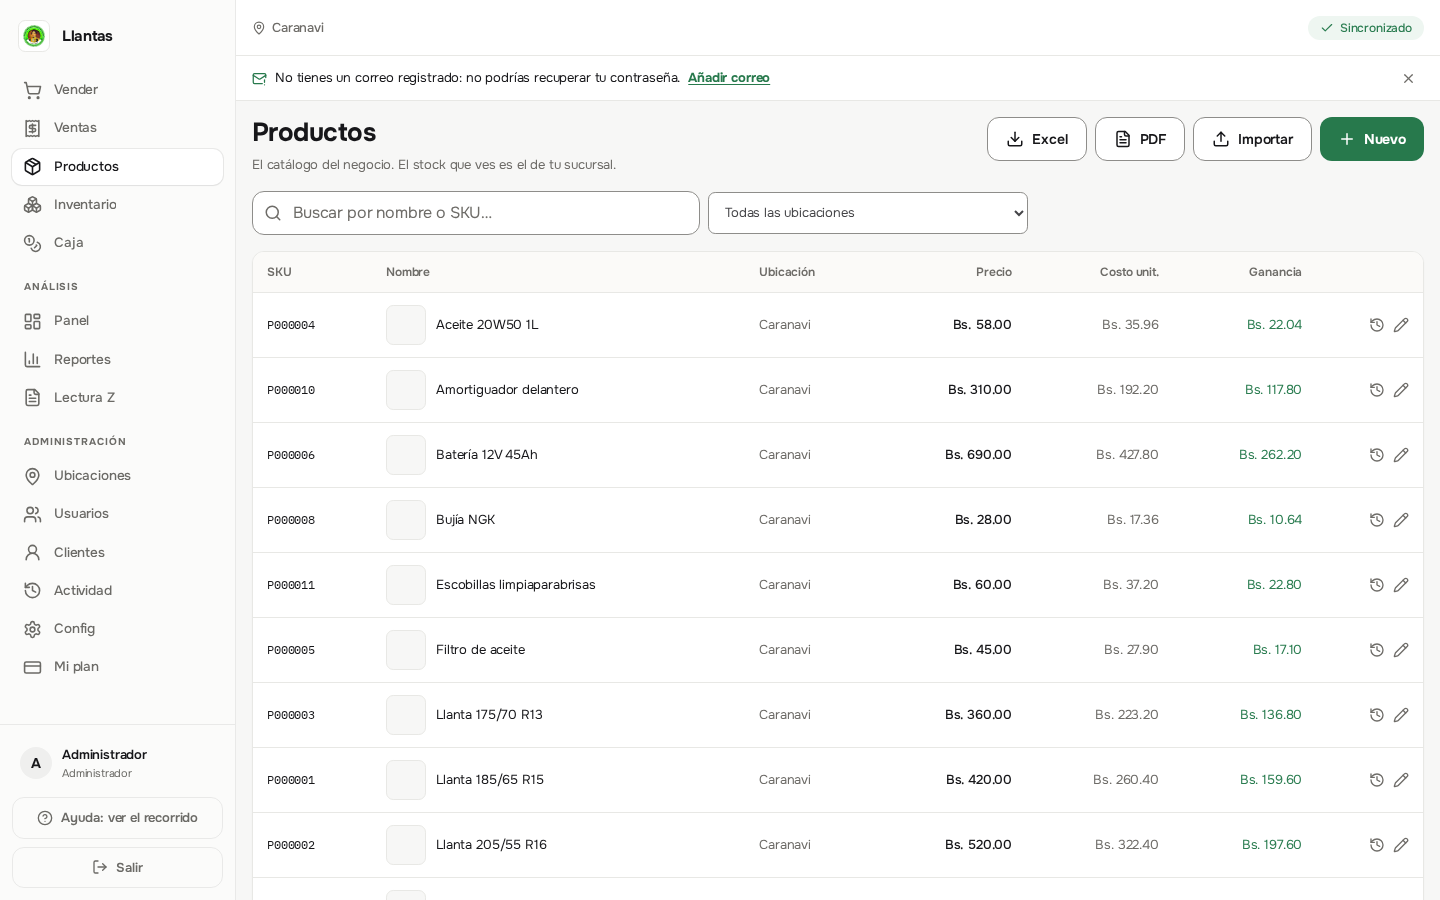 Llantas
Vender
Ventas
Productos
Inventario
Caja
ANÁLISIS
Panel
Reportes
Lectura Z
ADMINISTRACIÓN
Ubicaciones
Usuarios
Clientes
Actividad
Config
Mi plan
A
Administrador
Administrador
Ayuda: ver el recorrido
Salir
Caranavi
Sincronizado
No tienes un correo registrado: no podrías recuperar tu contraseña. Añadir correo
Productos
El catálogo del negocio. El stock que ves es el de tu sucursal.
Excel
PDF
Importar
Nuevo
Buscar por nombre o SKU...
Todas las ubicaciones
SKU Nombre Ubicación Precio Costo unit. Ganancia
P000004 Aceite 20W50 1L Caranavi Bs. 58.00 Bs. 35.96 Bs. 22.04
P000010 Amortiguador delantero Caranavi Bs. 310.00 Bs. 192.20 Bs. 117.80
P000006 Batería 12V 45Ah Caranavi Bs. 690.00 Bs. 427.80 Bs. 262.20
P000008 Bujía NGK Caranavi Bs. 28.00 Bs. 17.36 Bs. 10.64
P000011 Escobillas limpiaparabrisas Caranavi Bs. 60.00 Bs. 37.20 Bs. 22.80
P000005 Filtro de aceite Caranavi Bs. 45.00 Bs. 27.90 Bs. 17.10
P000003 Llanta 175/70 R13 Caranavi Bs. 360.00 Bs. 223.20 Bs. 136.80
P000001 Llanta 185/65 R15 Caranavi Bs. 420.00 Bs. 260.40 Bs. 159.60
P000002 Llanta 205/55 R16 Caranavi Bs. 520.00 Bs. 322.40 Bs. 197.60